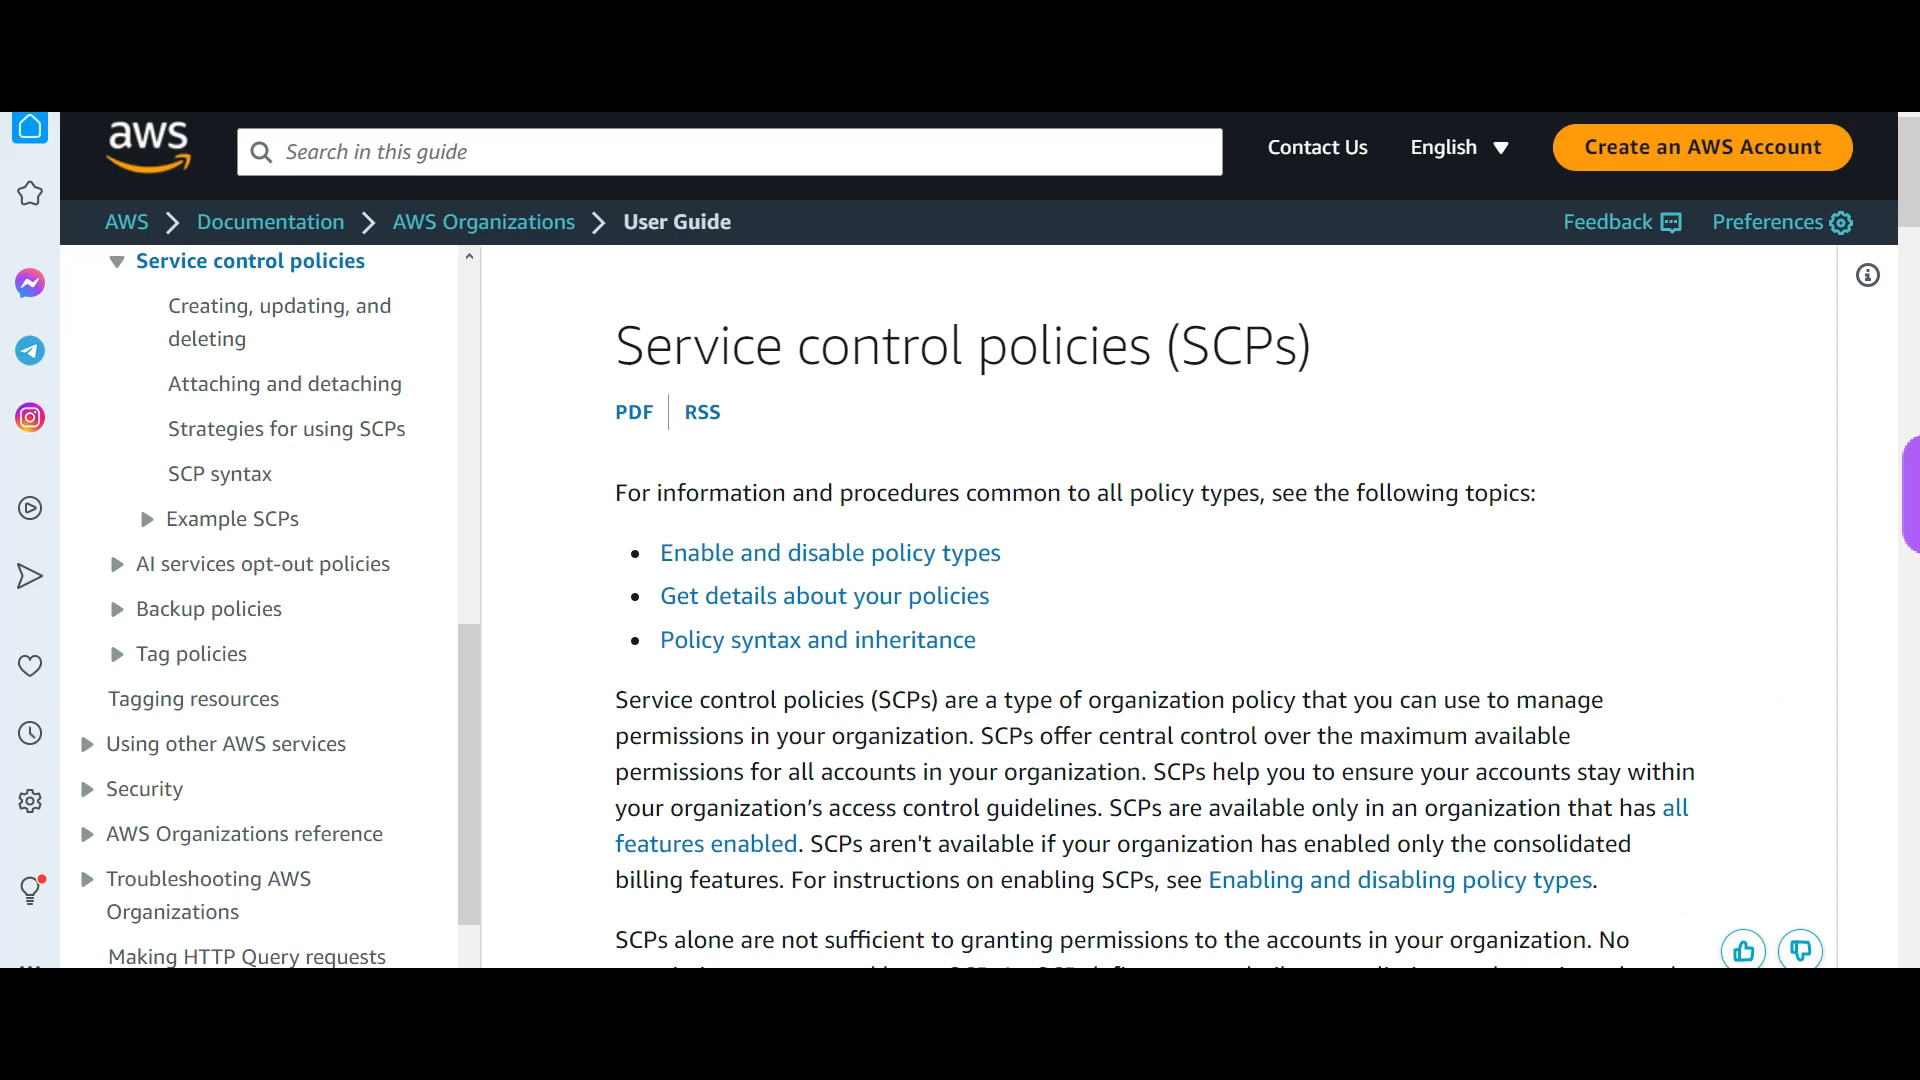 aws
Search in this guide
Contact Us
English
Create an AWS Account
AWS
Documentation
AWS Organizations
User Guide
Feedback
Preferences
Service control policies
Creating, updating, and
deleting
Attaching and detaching
Strategies for using SCPs
SCP syntax
Example SCPs
AI services opt-out policies
Backup policies
Tag policies
Tagging resources
Using other AWS services
Security
AWS Organizations reference
Troubleshooting AWS
Organizations
Making HTTP Query requests
Service control policies (SCPs)
PDF
RSS
For information and procedures common to all policy types, see the following topics:
• Enable and disable policy types
• Get details about your policies
• Policy syntax and inheritance
Service control policies (SCPs) are a type of organization policy that you can use to manage
permissions in your organization. SCPs offer central control over the maximum available
permissions for all accounts in your organization. SCPs help you to ensure your accounts stay within
your organization’s access control guidelines. SCPs are available only in an organization that has all
features enabled. SCPs aren't available if your organization has enabled only the consolidated
billing features. For instructions on enabling SCPs, see Enabling and disabling policy types.
SCPs alone are not sufficient to granting permissions to the accounts in your organization. No